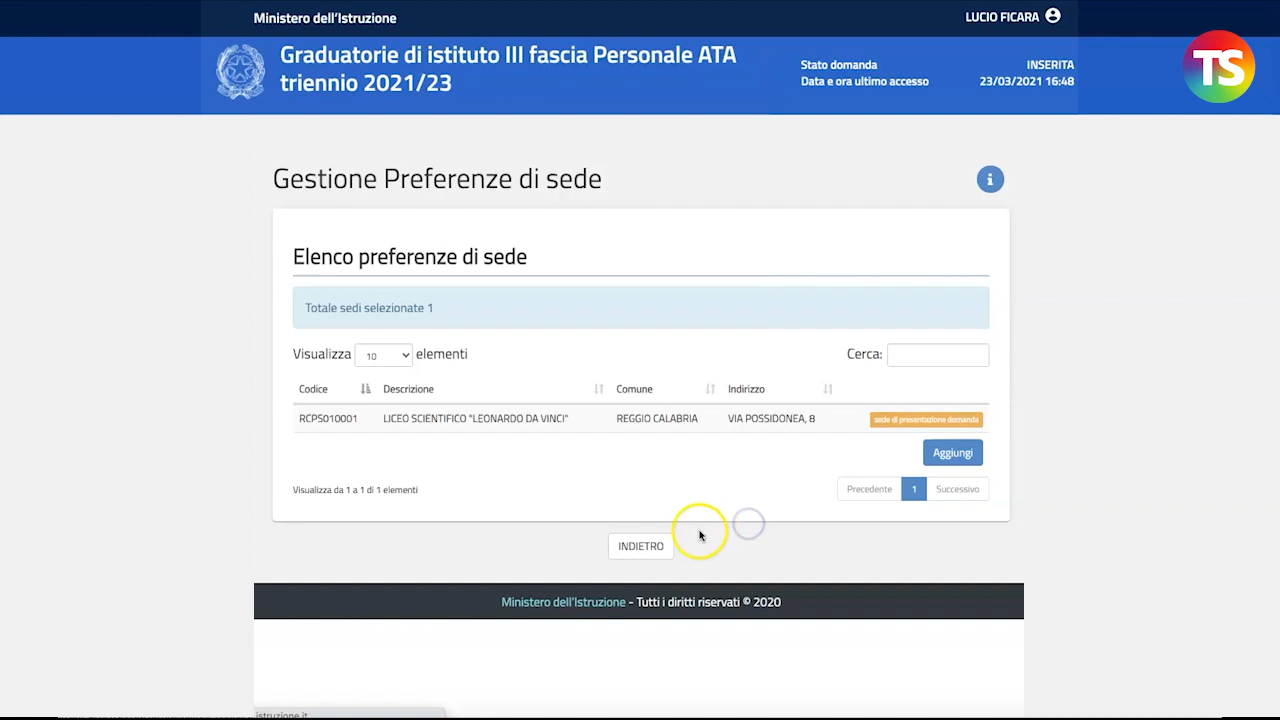 Ministero dell'Istruzione
LUCIO FICARA
Graduatorie di istituto III fascia Personale ATA
triennio 2021/23
Stato domanda INSERITA
Data e ora ultimo accesso 23/03/2021 16:48
TS
Gestione Preferenze di sede
i
Elenco preferenze di sede
Totale sedi selezionate 1
Visualizza 10 elementi
Cerca:
Codice Descrizione Comune Indirizzo
RCPS010001 LICEO SCIENTIFICO "LEONARDO DA VINCI" REGGIO CALABRIA VIA POSSIDONEA, 8 sede di presentazione domanda
Aggiungi
Visualizza da 1 a 1 di 1 elementi
Precedente 1 Successivo
INDIETRO
Ministero dell'Istruzione - Tutti i diritti riservati © 2020
istruzione.it